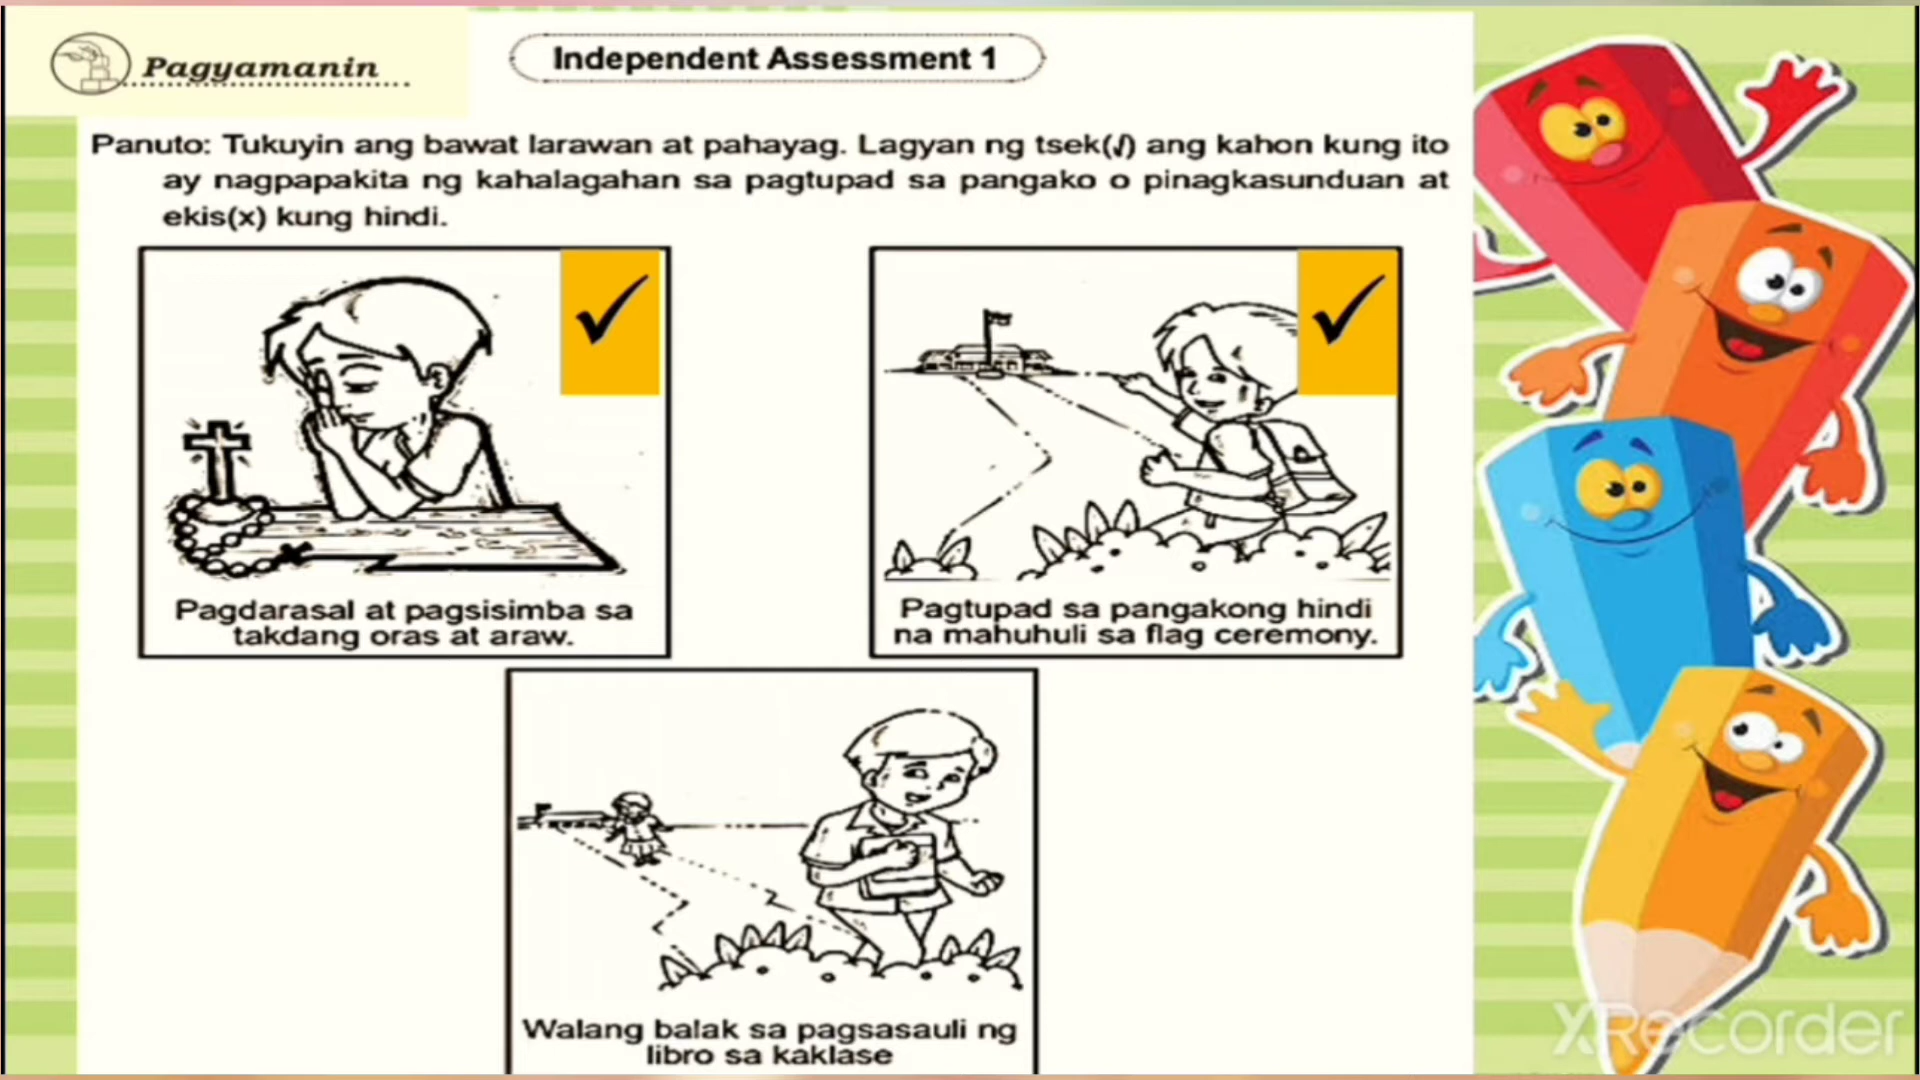 Pagyamanin
Independent Assessment 1
Panuto: Tukuyin ang bawat larawan at pahayag. Lagyan ng tsek(√) ang kahon kung ito
ay nagpapakita ng kahalagahan sa pagtupad sa pangako o pinagkasunduan at
ekis(x) kung hindi.
Pagdarasal at pagsisimba sa
takdang oras at araw.
Pagtupad sa pangakong hindi
na mahuhuli sa flag ceremony.
Walang balak sa pagsasauli ng
libro sa kaklase
XRecorder